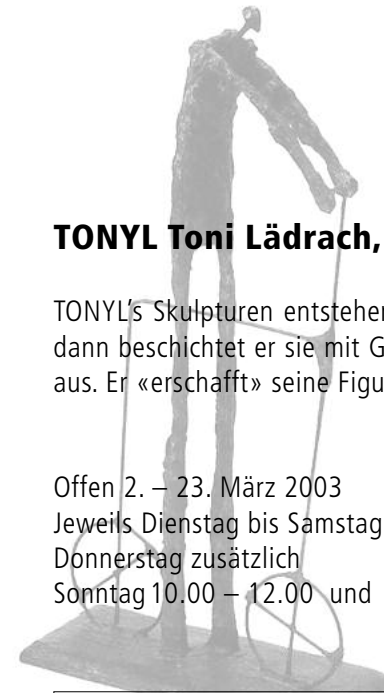 TONYL Toni Lädrach,
TONYL's Skulpturen entstehen
dann beschichtet er sie mit G
aus. Er «erschafft» seine Figu
Offen 2. – 23. März 2003
Jeweils Dienstag bis Samstag
Donnerstag zusätzlich
Sonntag 10.00 – 12.00 und